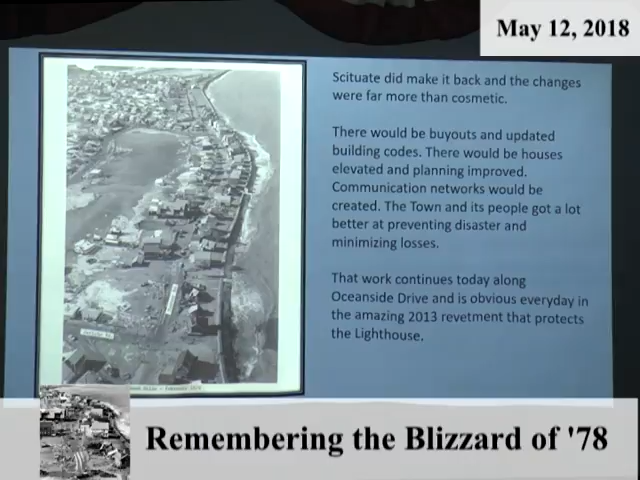 May 12, 2018
Scituate did make it back and the changes
were far more than cosmetic.
There would be buyouts and updated
building codes. There would be houses
elevated and planning improved.
Communication networks would be
created. The Town and its people got a lot
better at preventing disaster and
minimizing losses.
That work continues today along
Oceanside Drive and is obvious everyday in
the amazing 2013 revetment that protects
the Lighthouse.
Remembering the Blizzard of '78